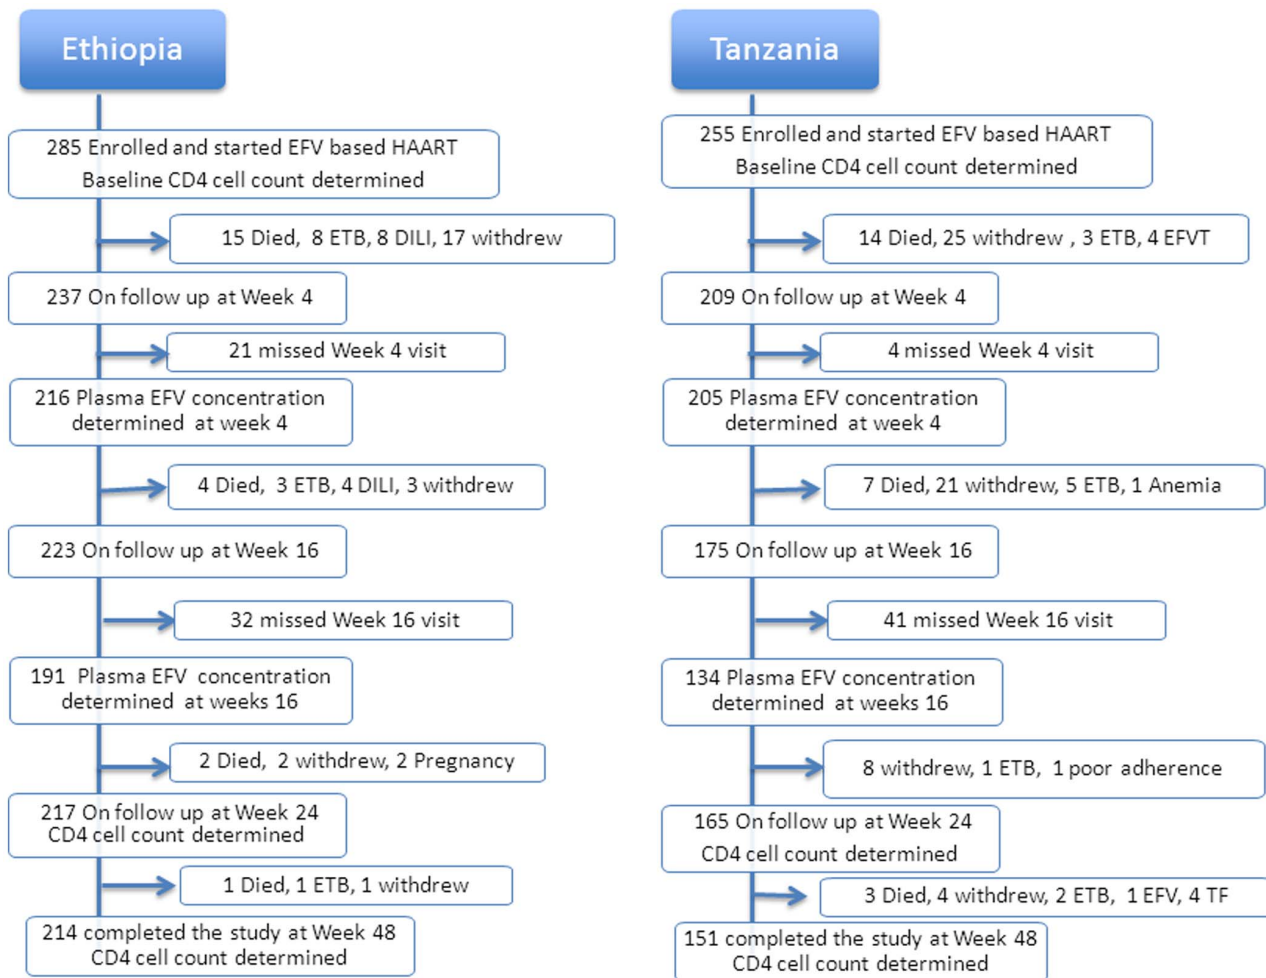 Ethiopia
285 Enrolled and started EFV based HAART
Baseline CD4 cell count determined
15 Died, 8 ETB, 8 DILI, 17 withdrew
237 On follow up at Week 4
21 missed Week 4 visit
216 Plasma EFV concentration
determined at week 4
4 Died, 3 ETB, 4 DILI, 3 withdrew
223 On follow up at Week 16
32 missed Week 16 visit
191 Plasma EFV concentration
determined at weeks 16
2 Died, 2 withdrew, 2 Pregnancy
217 On follow up at Week 24
CD4 cell count determined
1 Died, 1 ETB, 1 withdrew
214 completed the study at Week 48
CD4 cell count determined
Tanzania
255 Enrolled and started EFV based HAART
Baseline CD4 cell count determined
14 Died, 25 withdrew , 3 ETB, 4 EFVT
209 On follow up at Week 4
4 missed Week 4 visit
205 Plasma EFV concentration
determined at week 4
7 Died, 21 withdrew, 5 ETB, 1 Anemia
175 On follow up at Week 16
41 missed Week 16 visit
134 Plasma EFV concentration
determined at weeks 16
8 withdrew, 1 ETB, 1 poor adherence
165 On follow up at Week 24
CD4 cell count determined
3 Died, 4 withdrew, 2 ETB, 1 EFV, 4 TF
151 completed the study at Week 48
CD4 cell count determined